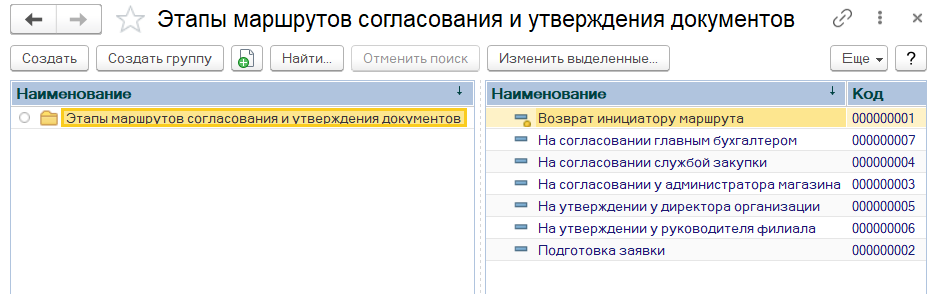 Этапы маршрутов согласования и утверждения документов
Создать Создать группу Найти... Отменить поиск Изменить выделенные... Еще ?
Наименование ↓ Наименование ↓ Код
Этапы маршрутов согласования и утверждения документов Возврат инициатору маршрута 000000001
На согласовании главным бухгалтером 000000007
На согласовании службой закупки 000000004
На согласовании у администратора магазина 000000003
На утверждении у директора организации 000000005
На утверждении у руководителя филиала 000000006
Подготовка заявки 000000002